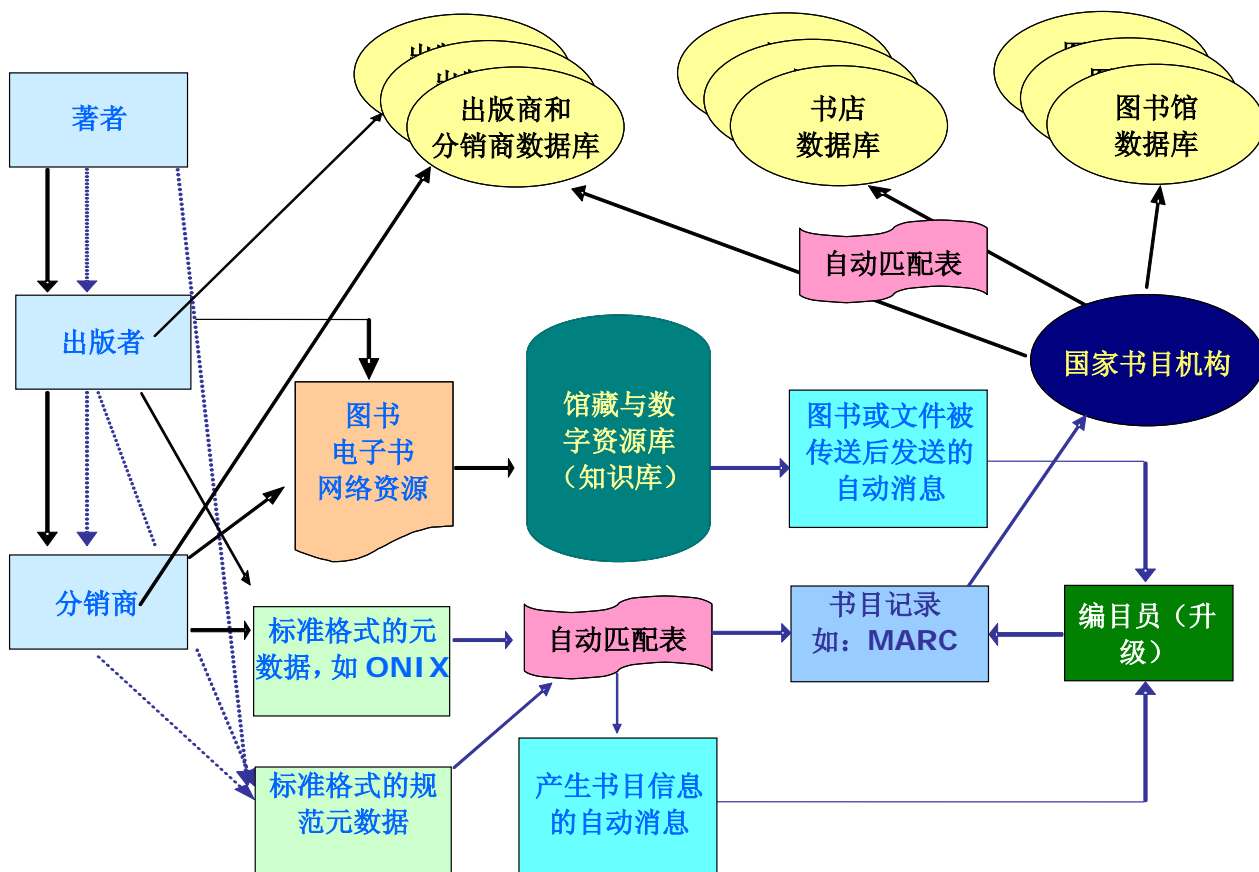 著者
出版商和
分销商数据库
书店
数据库
图书馆
数据库
自动匹配表
出版者
国家书目机构
图书
电子书
网络资源
馆藏与数
字资源库
（知识库）
图书或文件被
传送后发送的
自动消息
分销商
标准格式的元
数据，如 ONIX
自动匹配表
书目记录
如：MARC
编目员（升
级）
标准格式的规
范元数据
产生书目信息
的自动消息